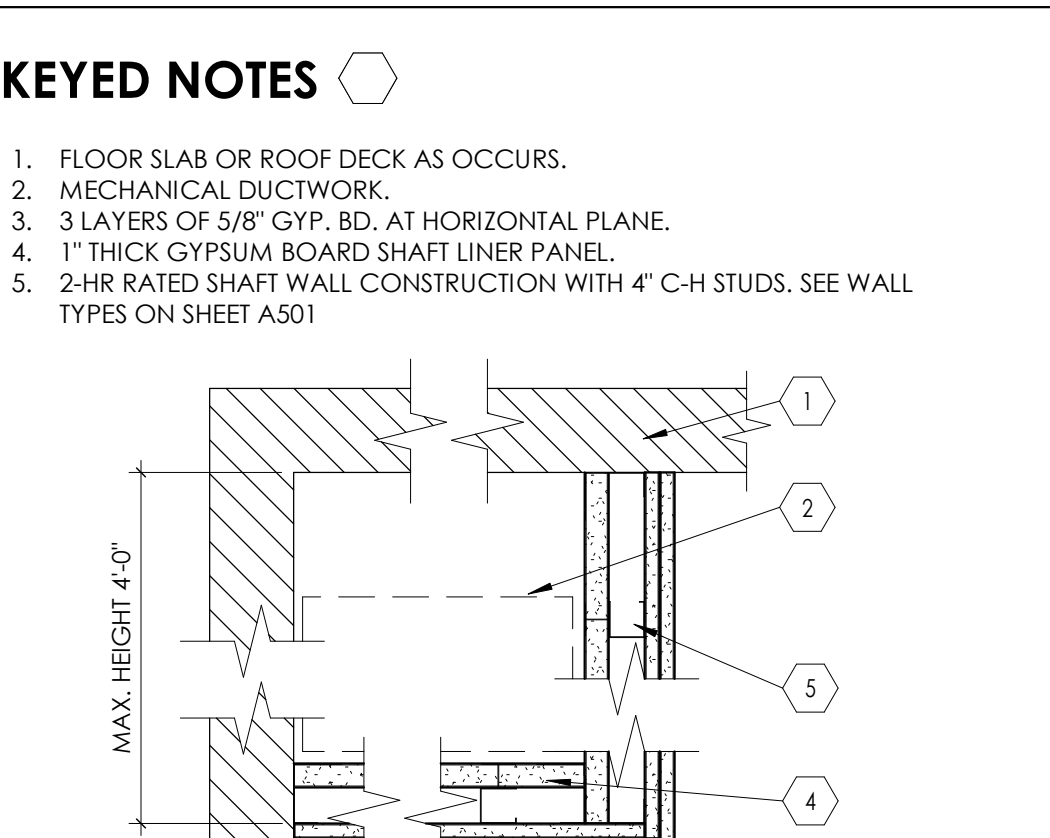 KEYED NOTES
1. FLOOR SLAB OR ROOF DECK AS OCCURS.
2. MECHANICAL DUCTWORK.
3. 3 LAYERS OF 5/8" GYP. BD. AT HORIZONTAL PLANE.
4. 1" THICK GYPSUM BOARD SHAFT LINER PANEL.
5. 2-HR RATED SHAFT WALL CONSTRUCTION WITH 4" C-H STUDS. SEE WALL
TYPES ON SHEET A501
1
2
MAX. HEIGHT 4'-0"
5
4